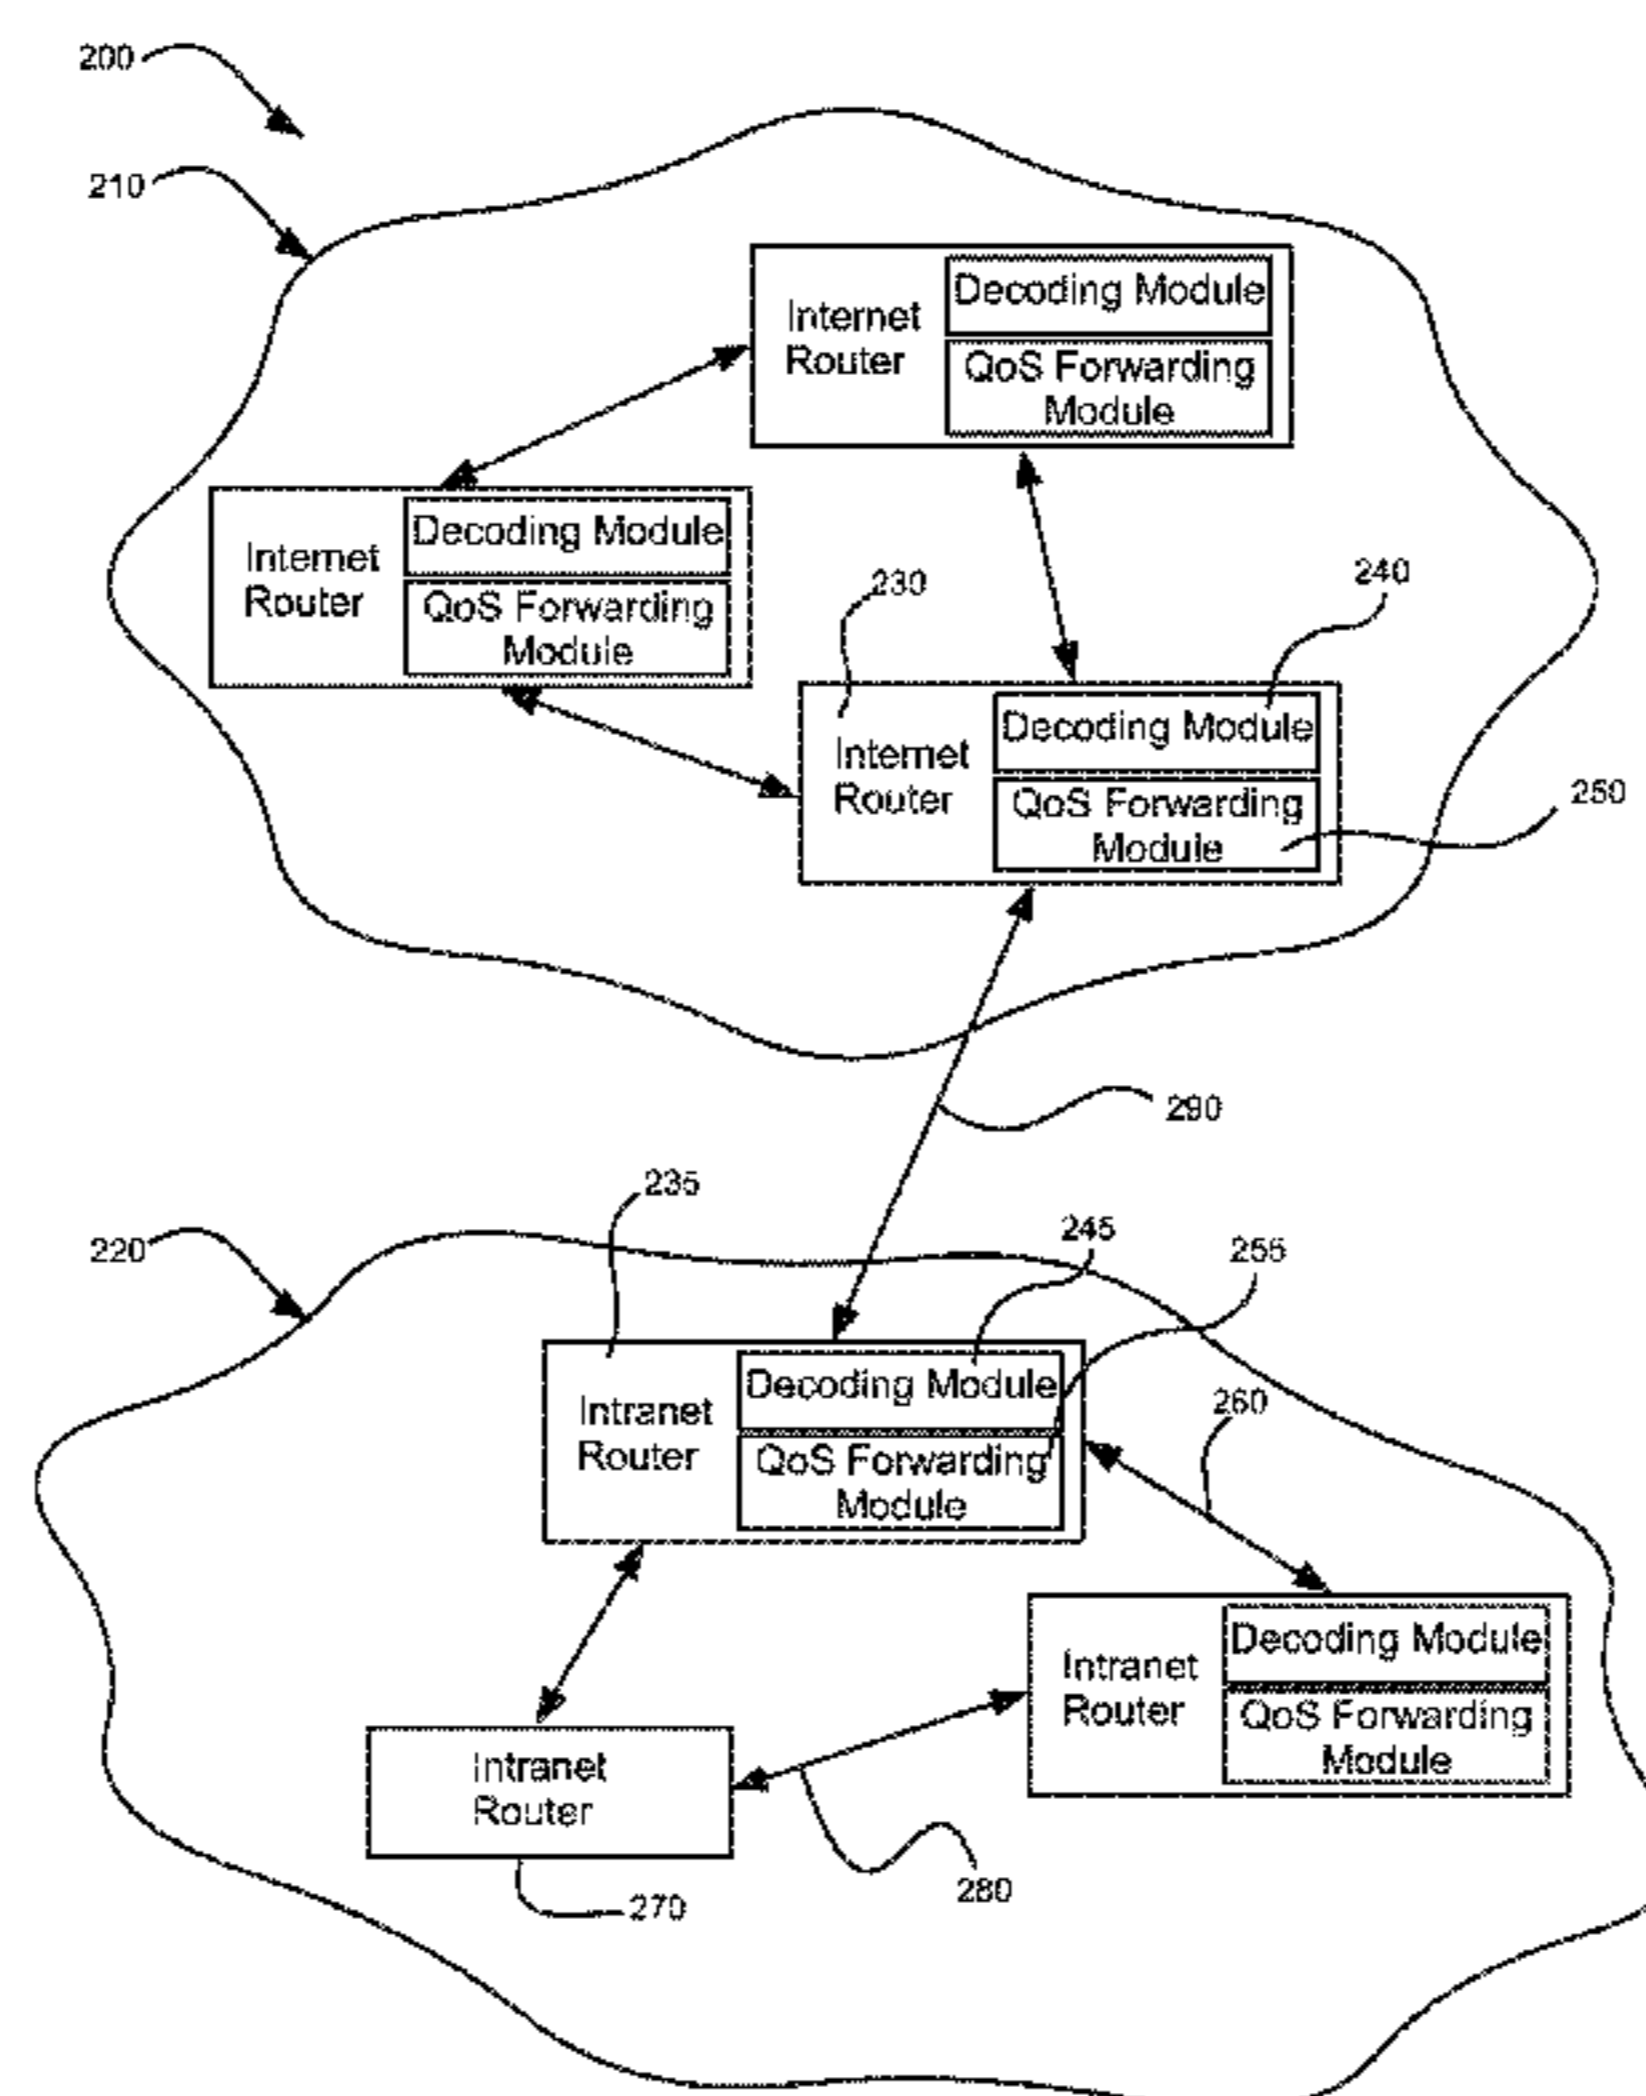 200
210
Internet
Router
Decoding Module
QoS Forwarding
Module
Internet
Router
Decoding Module
QoS Forwarding
Module
230
240
Internet
Router
Decoding Module
QoS Forwarding
Module
250
290
235
220
245
255
Intranet
Router
Decoding Module
QoS Forwarding
Module
260
Intranet
Router
Decoding Module
QoS Forwarding
Module
Intranet
Router
280
270